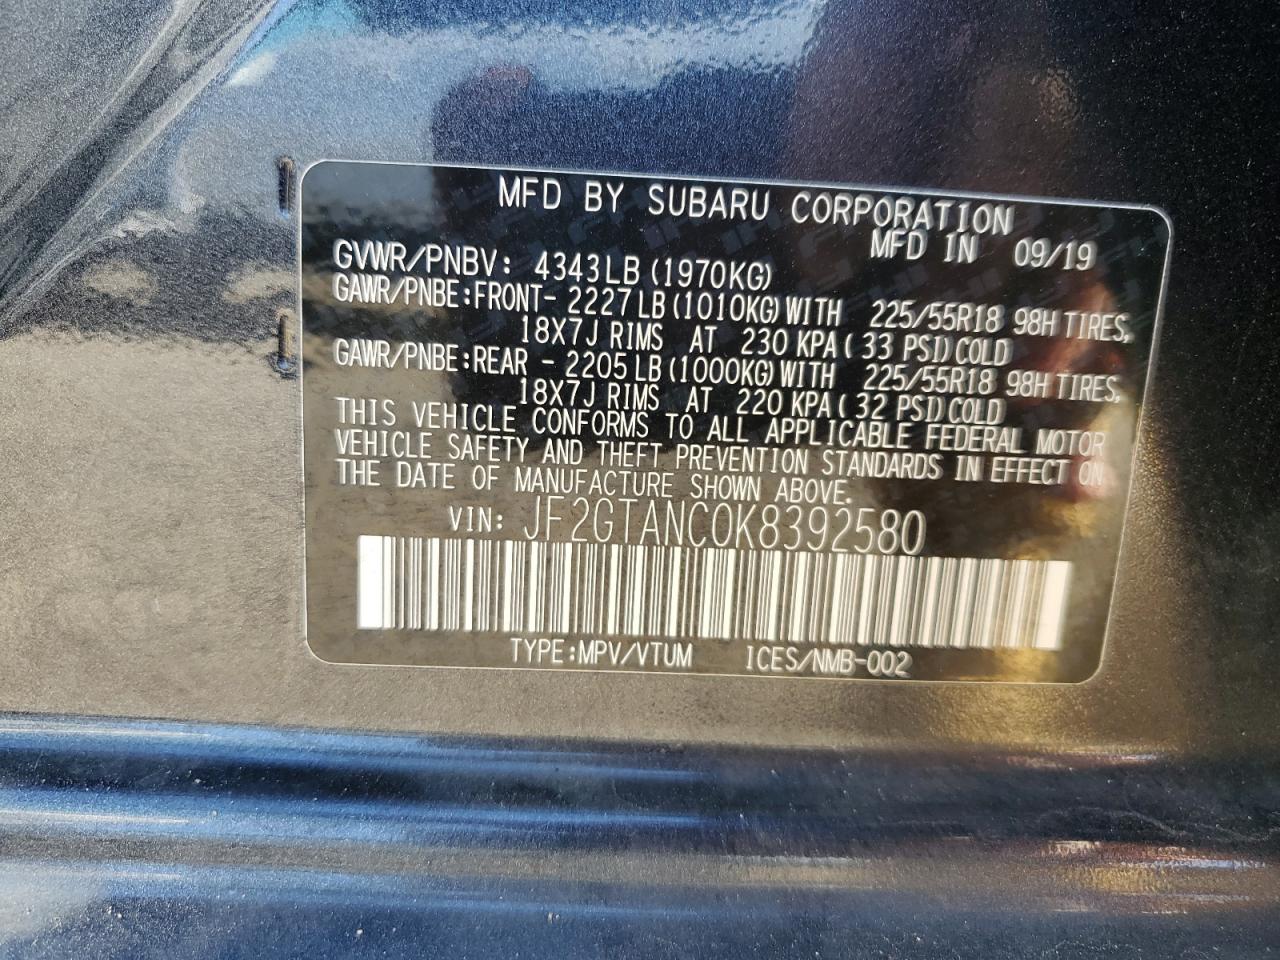 MFD BY SUBARU CORPORATION
MFD IN 09/19
GVWR/PNBV: 4343LB (1970KG)
GAWR/PNBE:FRONT- 2227LB(1010KG)WITH 225/55R18 98H TIRES,
18X7J RIMS AT 230 KPA( 33 PSI)COLD
GAWR/PNBE:REAR - 2205LB(1000KG)WITH 225/55R18 98H TIRES,
18X7J RIMS AT 220 KPA( 32 PSI)COLD
THIS VEHICLE CONFORMS TO ALL APPLICABLE FEDERAL MOTOR
VEHICLE SAFETY AND THEFT PREVENTION STANDARDS IN EFFECT ON
THE DATE OF MANUFACTURE SHOWN ABOVE.
VIN: JF2GTANC0K8392580
TYPE:MPV/VTUM ICES/NMB-002